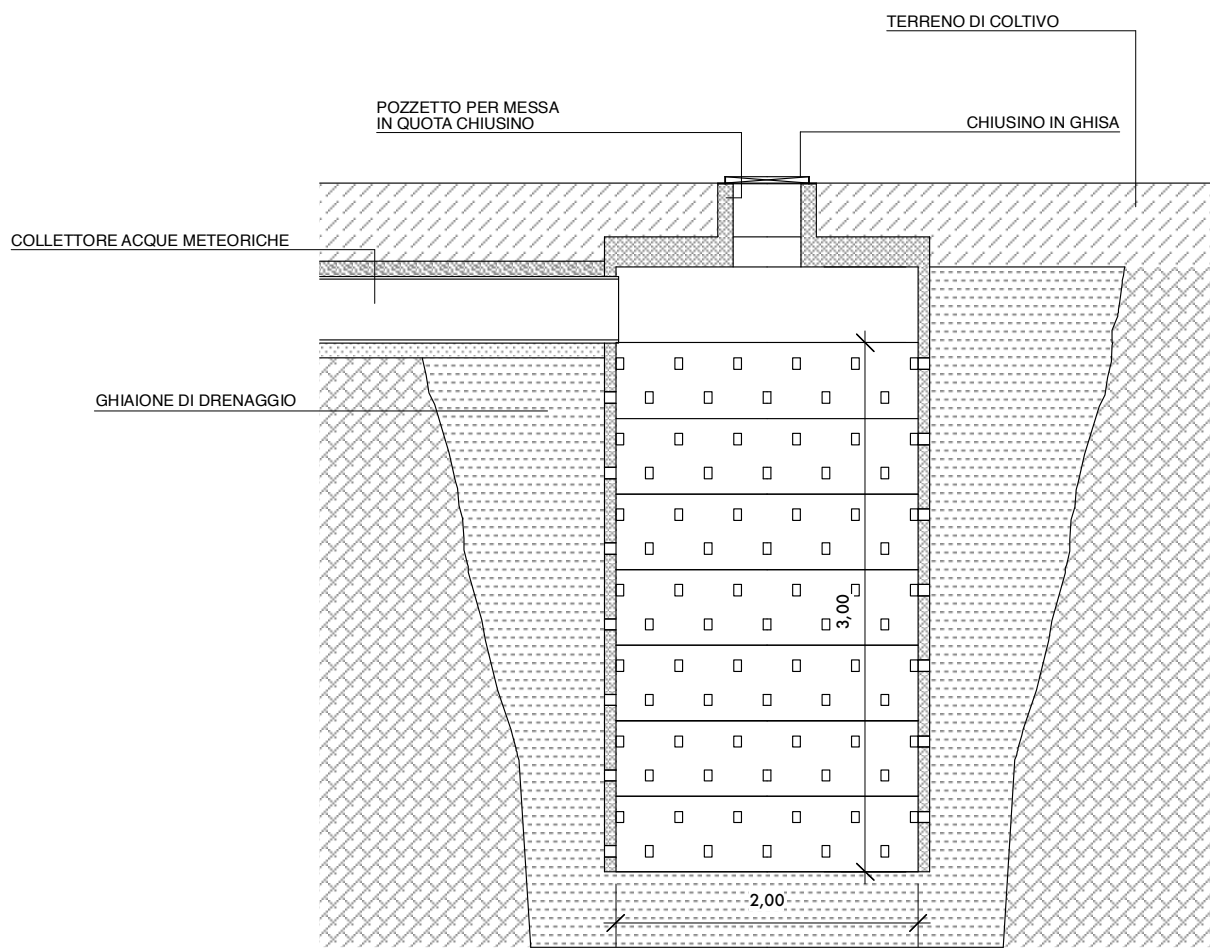 TERRENO DI COLTIVO
POZZETTO PER MESSA
IN QUOTA CHIUSINO
CHIUSINO IN GHISA
COLLETTORE ACQUE METEORICHE
GHIAIONE DI DRENAGGIO
3,00
2,00